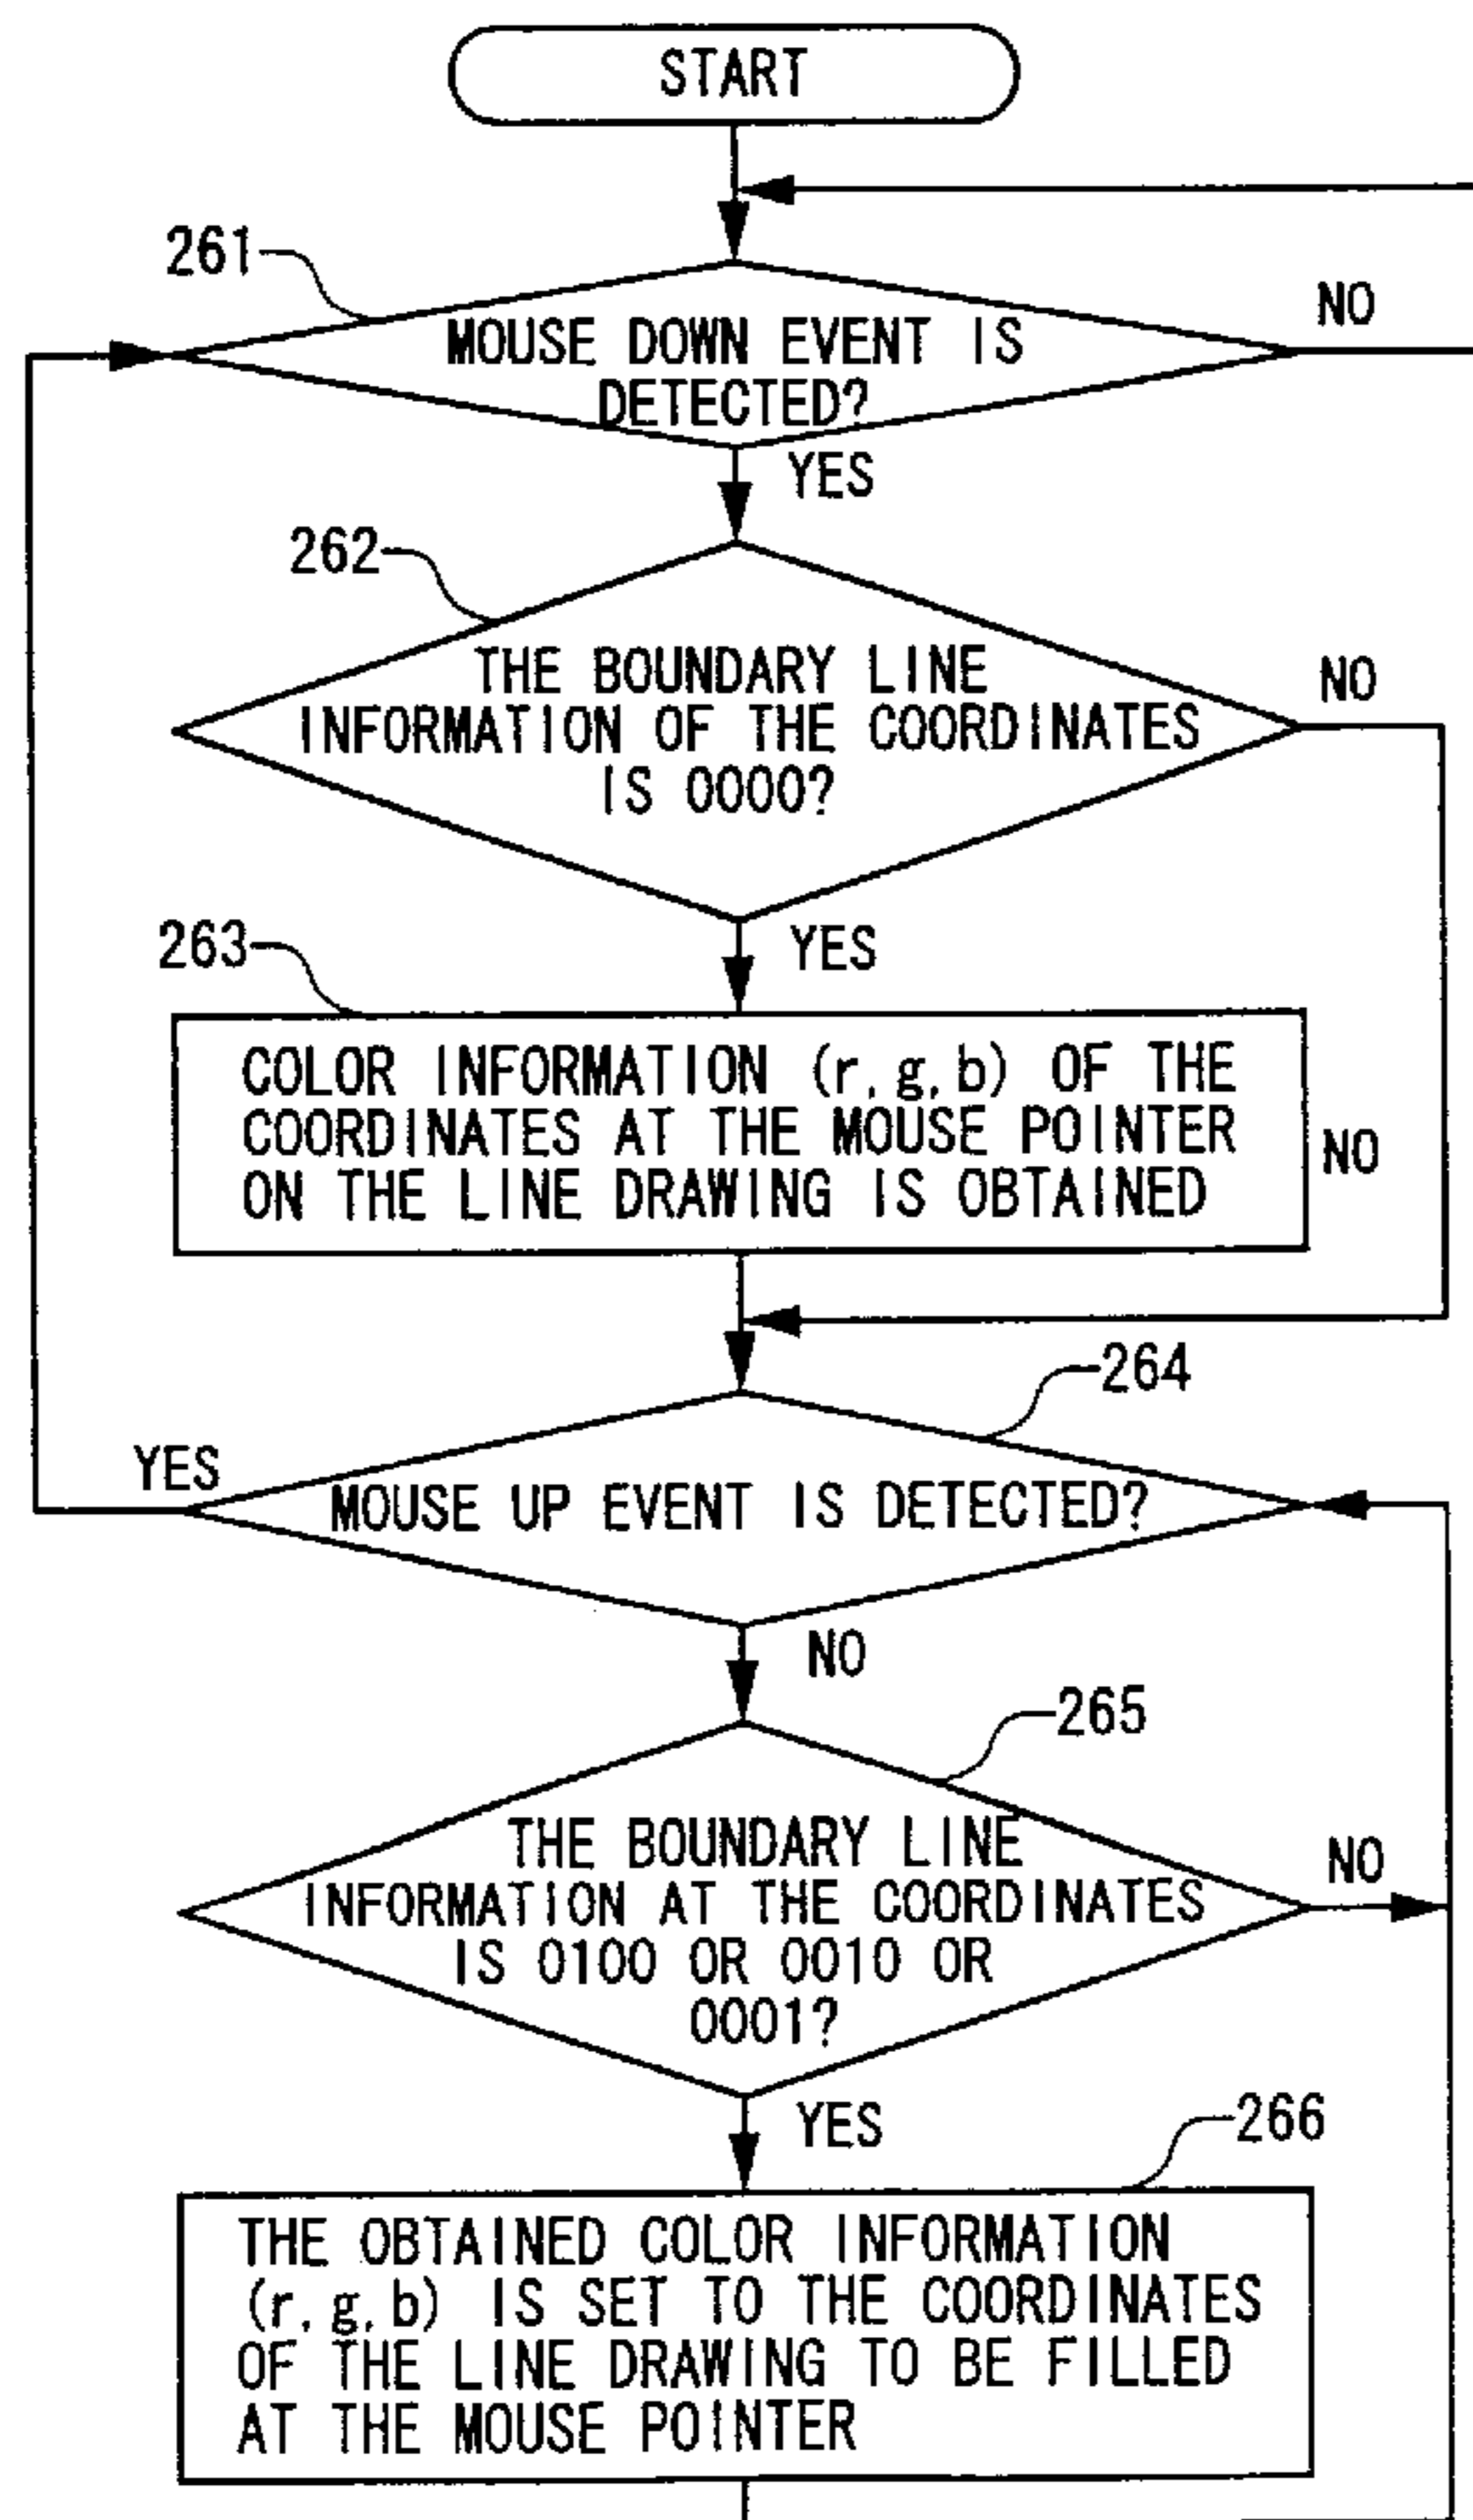 START
261
MOUSE DOWN EVENT IS
DETECTED?
NO
YES
262
THE BOUNDARY LINE
INFORMATION OF THE COORDINATES
IS 0000?
NO
YES
263
COLOR INFORMATION (r, g, b) OF THE
COORDINATES AT THE MOUSE POINTER
ON THE LINE DRAWING IS OBTAINED
NO
264
YES
MOUSE UP EVENT IS DETECTED?
NO
265
THE BOUNDARY LINE
INFORMATION AT THE COORDINATES
IS 0100 OR 0010 OR
0001?
NO
YES
266
THE OBTAINED COLOR INFORMATION
(r, g, b) IS SET TO THE COORDINATES
OF THE LINE DRAWING TO BE FILLED
AT THE MOUSE POINTER